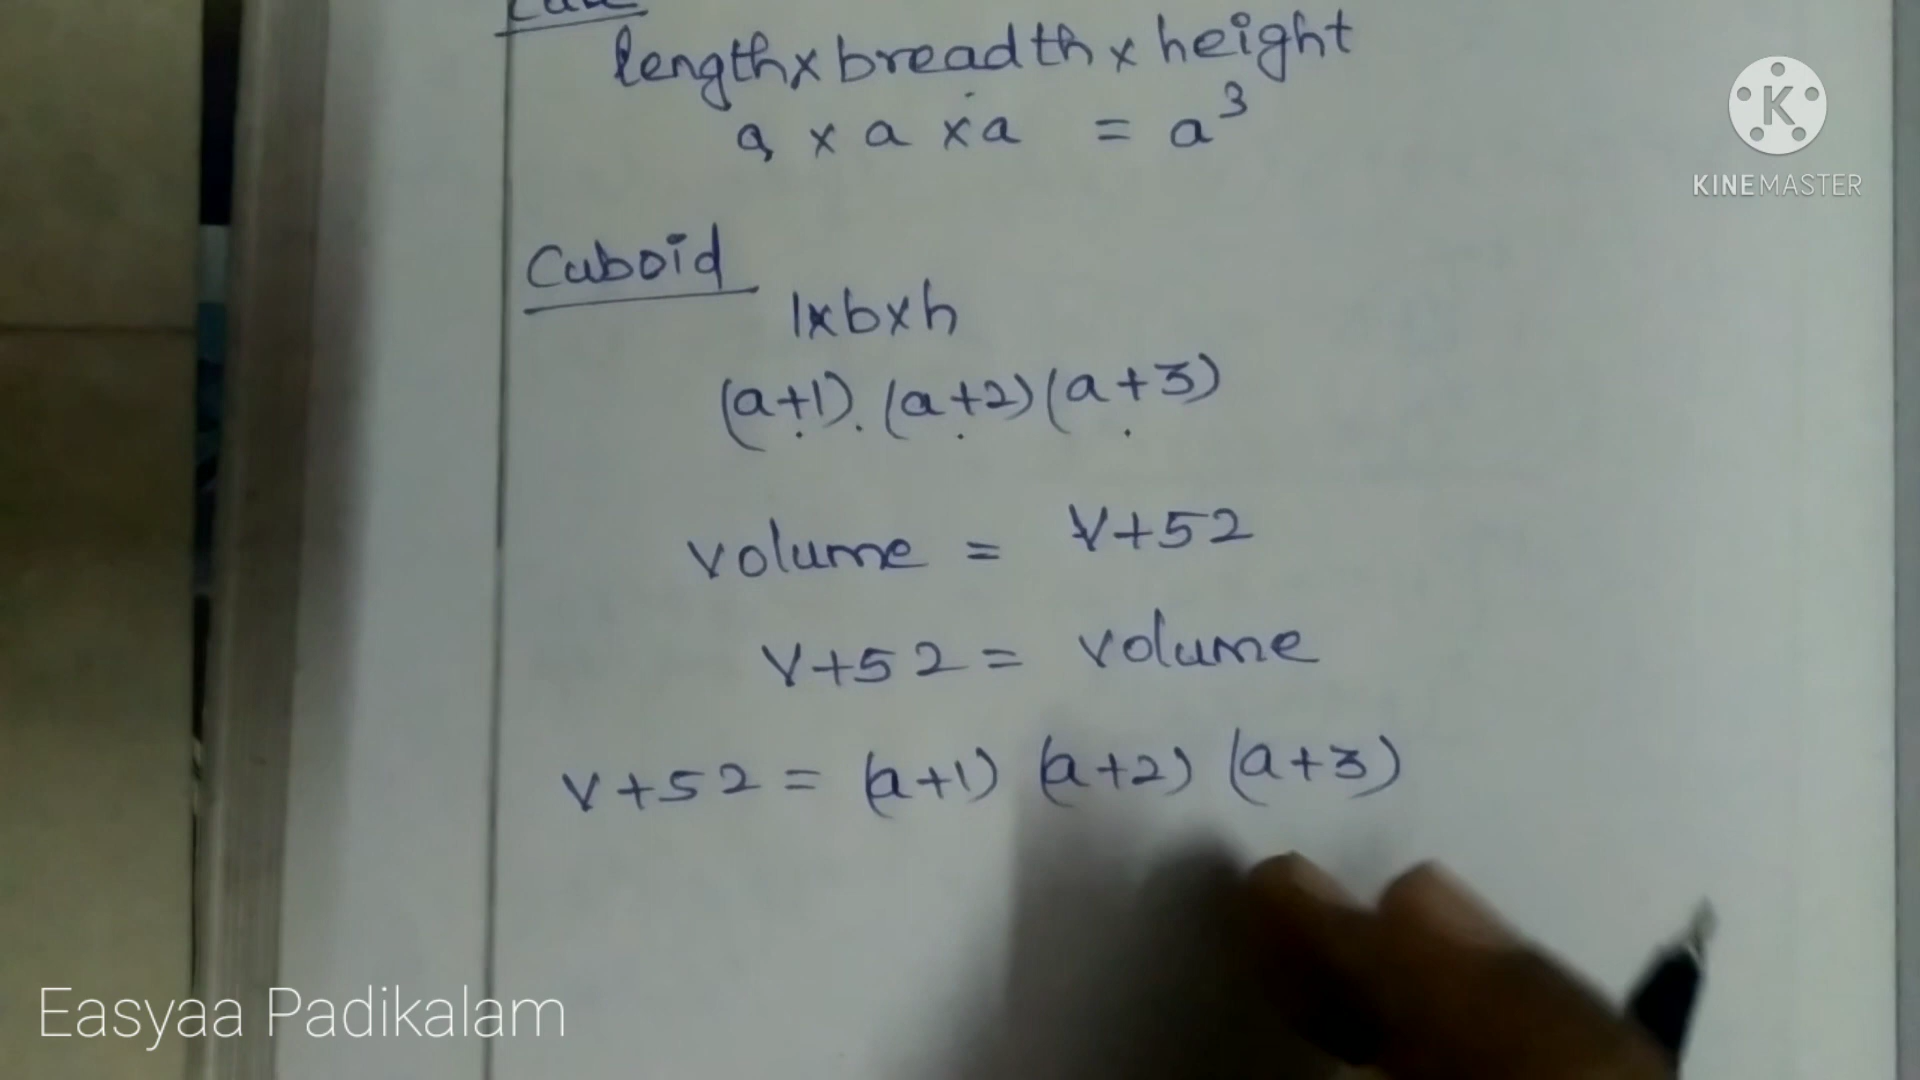 length x breadth x height
a x a x a = a³
KINEMASTER
Cuboid
l x b x h
(a+1). (a+2) (a+3)
volume = V+52
V+52 = volume
V+52 = (a+1) (a+2) (a+3)
Easyaa Padikalam